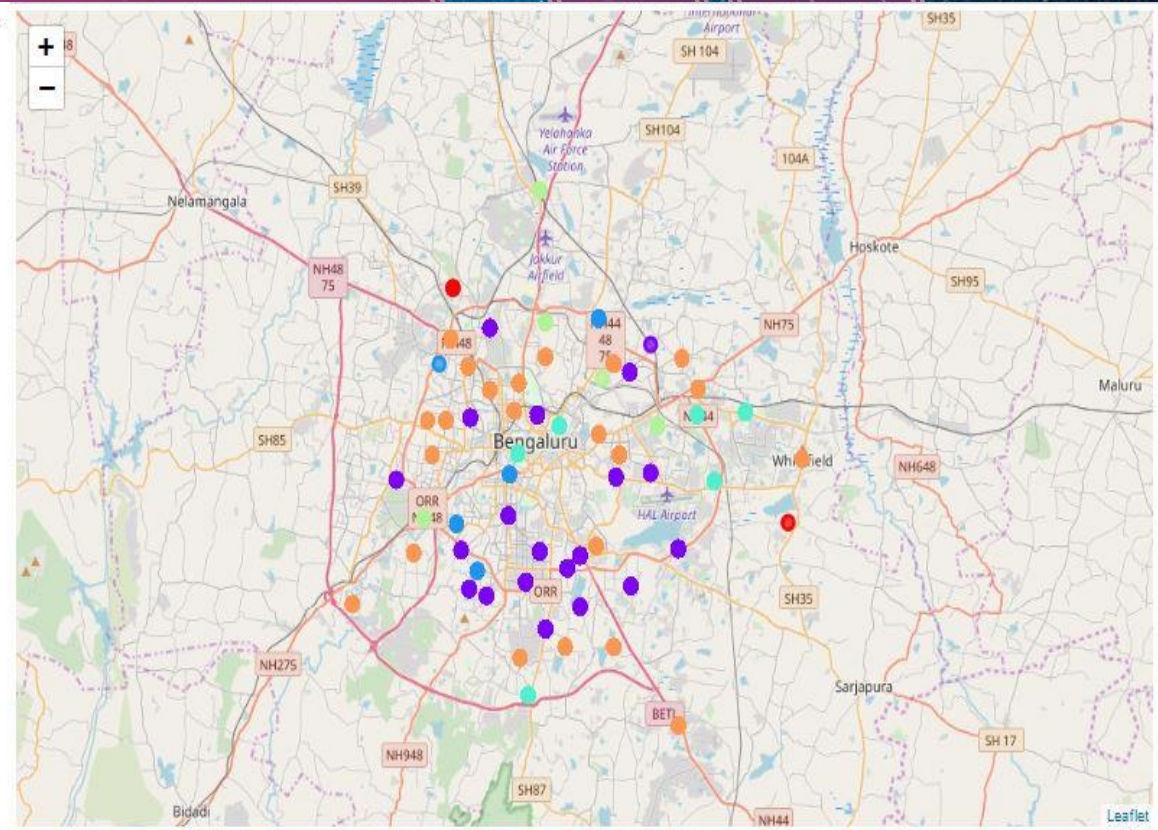 +
−
48
International
Airport
SH35
SH 104
Yelahanka
Air Force
Station
SH104
104A
SH39
Nelamangala
Jakkur
Airfield
Hoskote
NH48
75
SH95
NH44
48
75
NH75
NH48
Maluru
NH44
SH85
Bengaluru
Whitefield
NH648
ORR
NH48
HAL Airport
ORR
SH35
NH275
Sarjapura
BETL
SH 17
NH948
SH87
Bidadi
NH44
Leaflet